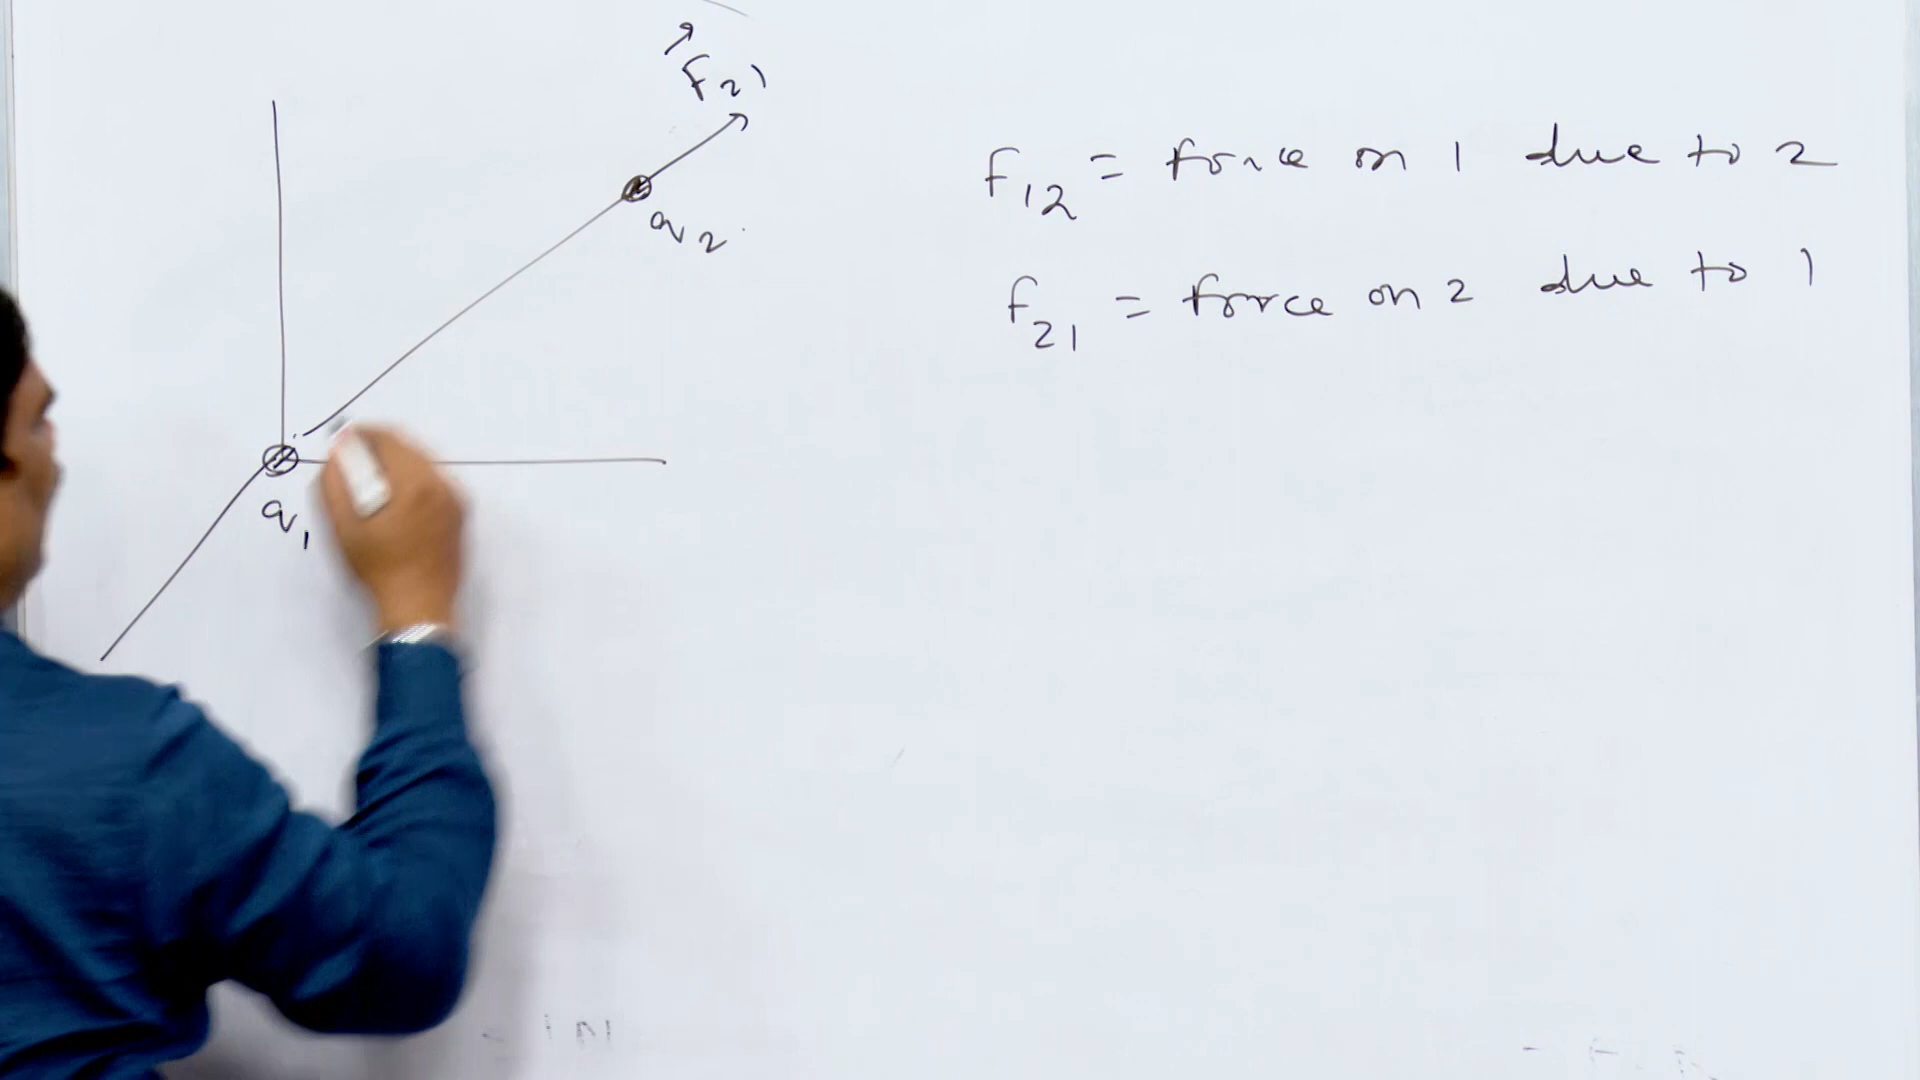 F₂₁
q₂
q₁
F₁₂ = force on 1 due to 2
F₂₁ = force on 2 due to 1